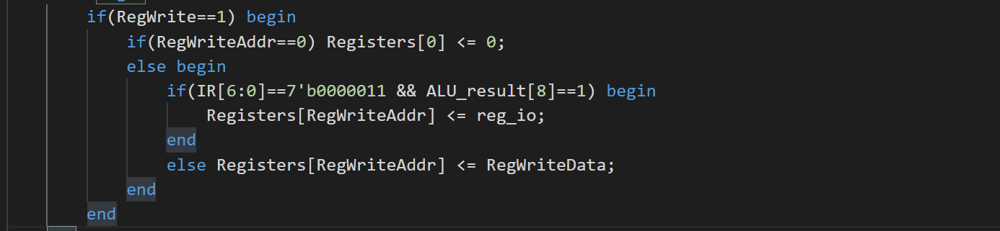 if(RegWrite==1) begin
if(RegWriteAddr==0) Registers[0] <= 0;
else begin
if(IR[6:0]==7'b0000011 && ALU_result[8]==1) begin
Registers[RegWriteAddr] <= reg_io;
end
else Registers[RegWriteAddr] <= RegWriteData;
end
end